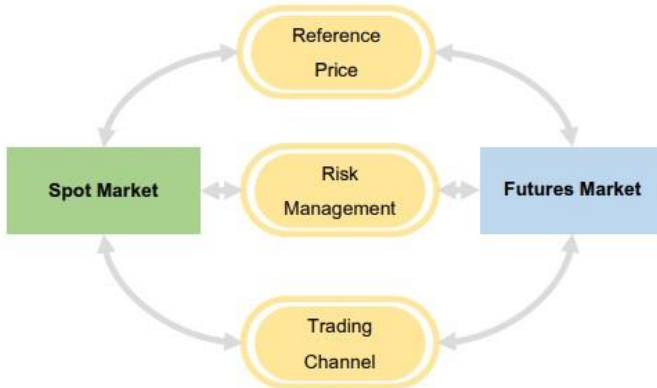 Reference
Price
Spot Market
Risk
Management
Futures Market
Trading
Channel